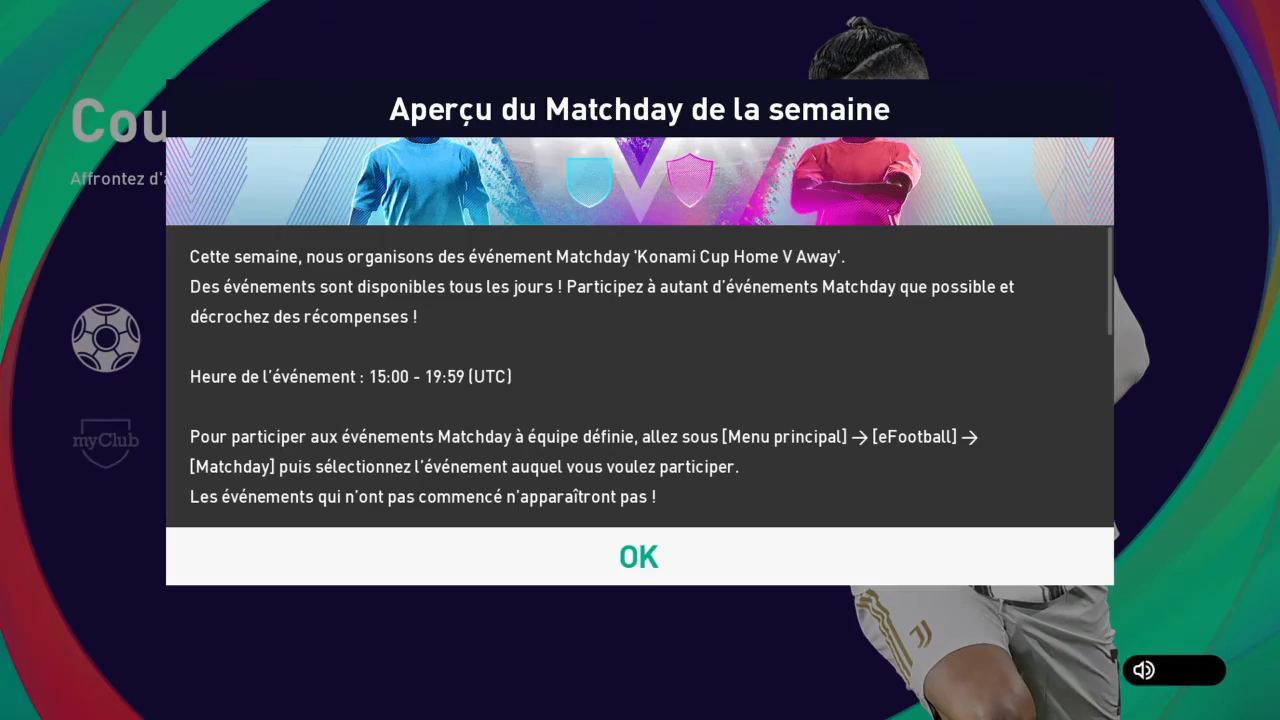 Aperçu du Matchday de la semaine
Cou
Affrontez d'a
Cette semaine, nous organisons des événement Matchday 'Konami Cup Home V Away'.
Des événements sont disponibles tous les jours ! Participez à autant d'événements Matchday que possible et
décrochez des récompenses !
Heure de l'événement : 15:00 - 19:59 (UTC)
Pour participer aux événements Matchday à équipe définie, allez sous [Menu principal] → [eFootball] →
[Matchday] puis sélectionnez l'événement auquel vous voulez participer.
Les événements qui n'ont pas commencé n'apparaîtront pas !
myClub
OK